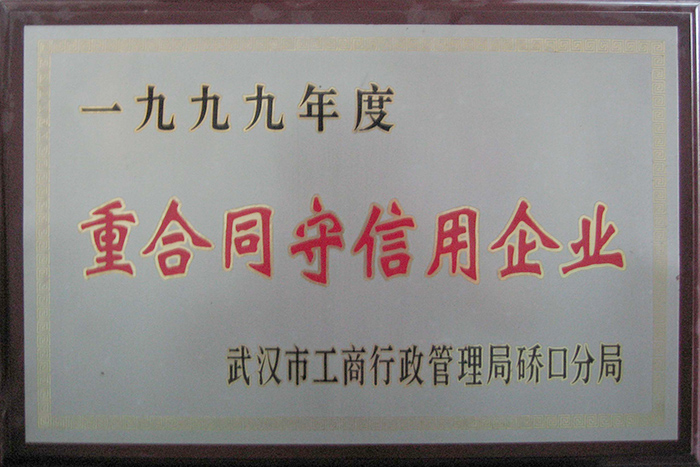 一九九九年度
重合同守信用企业
武汉市工商行政管理局硚口分局